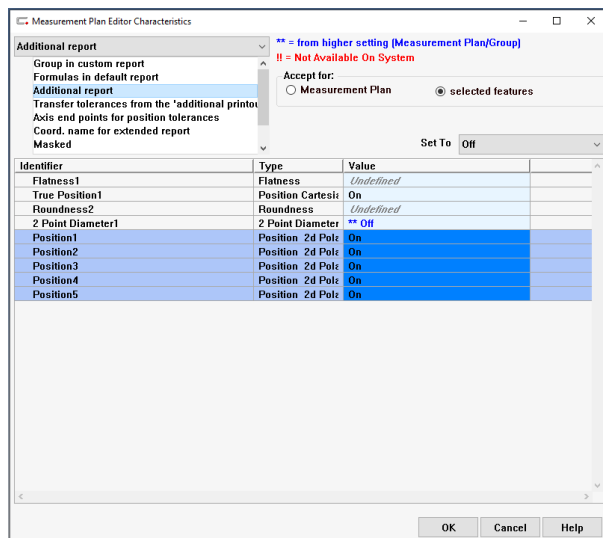 Measurement Plan Editor Characteristics
Additional report
** = from higher setting (Measurement Plan/Group)
!! = Not Available On System
Group in custom report
Formulas in default report
Additional report
Transfer tolerances from the 'additional printou
Axis end points for position tolerances
Coord. name for extended report
Masked
Accept for:
Measurement Plan
selected features
Set To Off
Identifier Type Value
Flatness1 Flatness Undefined
True Position1 Position Cartesia On
Roundness2 Roundness Undefined
2 Point Diameter1 2 Point Diameter ** Off
Position1 Position 2d Pola On
Position2 Position 2d Pola On
Position3 Position 2d Pola On
Position4 Position 2d Pola On
Position5 Position 2d Pola On
OK Cancel Help